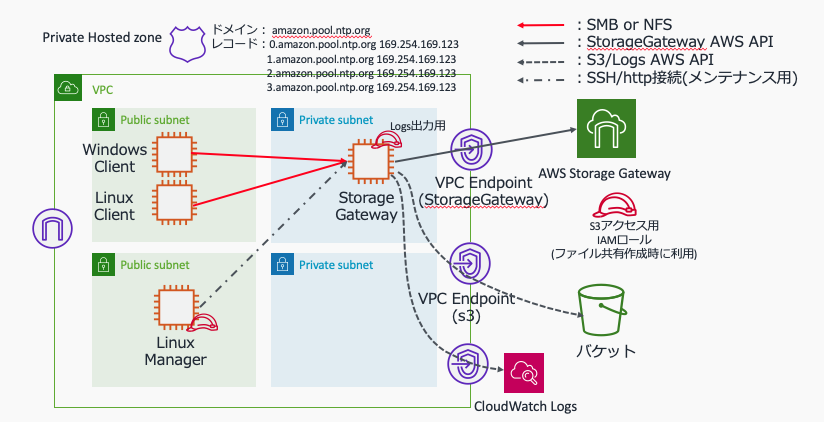 Private Hosted zone
ドメイン： amazon.pool.ntp.org
レコード：0.amazon.pool.ntp.org 169.254.169.123
1.amazon.pool.ntp.org 169.254.169.123
2.amazon.pool.ntp.org 169.254.169.123
3.amazon.pool.ntp.org 169.254.169.123
：SMB or NFS
：StorageGateway AWS API
：S3/Logs AWS API
：SSH/http接続(メンテナンス用)
VPC
Public subnet
Private subnet
Logs出力用
Windows
Client
Linux
Client
Storage
Gateway
VPC Endpoint
(StorageGateway)
AWS Storage Gateway
S3アクセス用
IAMロール
(ファイル共有作成時に利用)
Public subnet
Private subnet
Linux
Manager
VPC Endpoint
(s3)
バケット
CloudWatch Logs